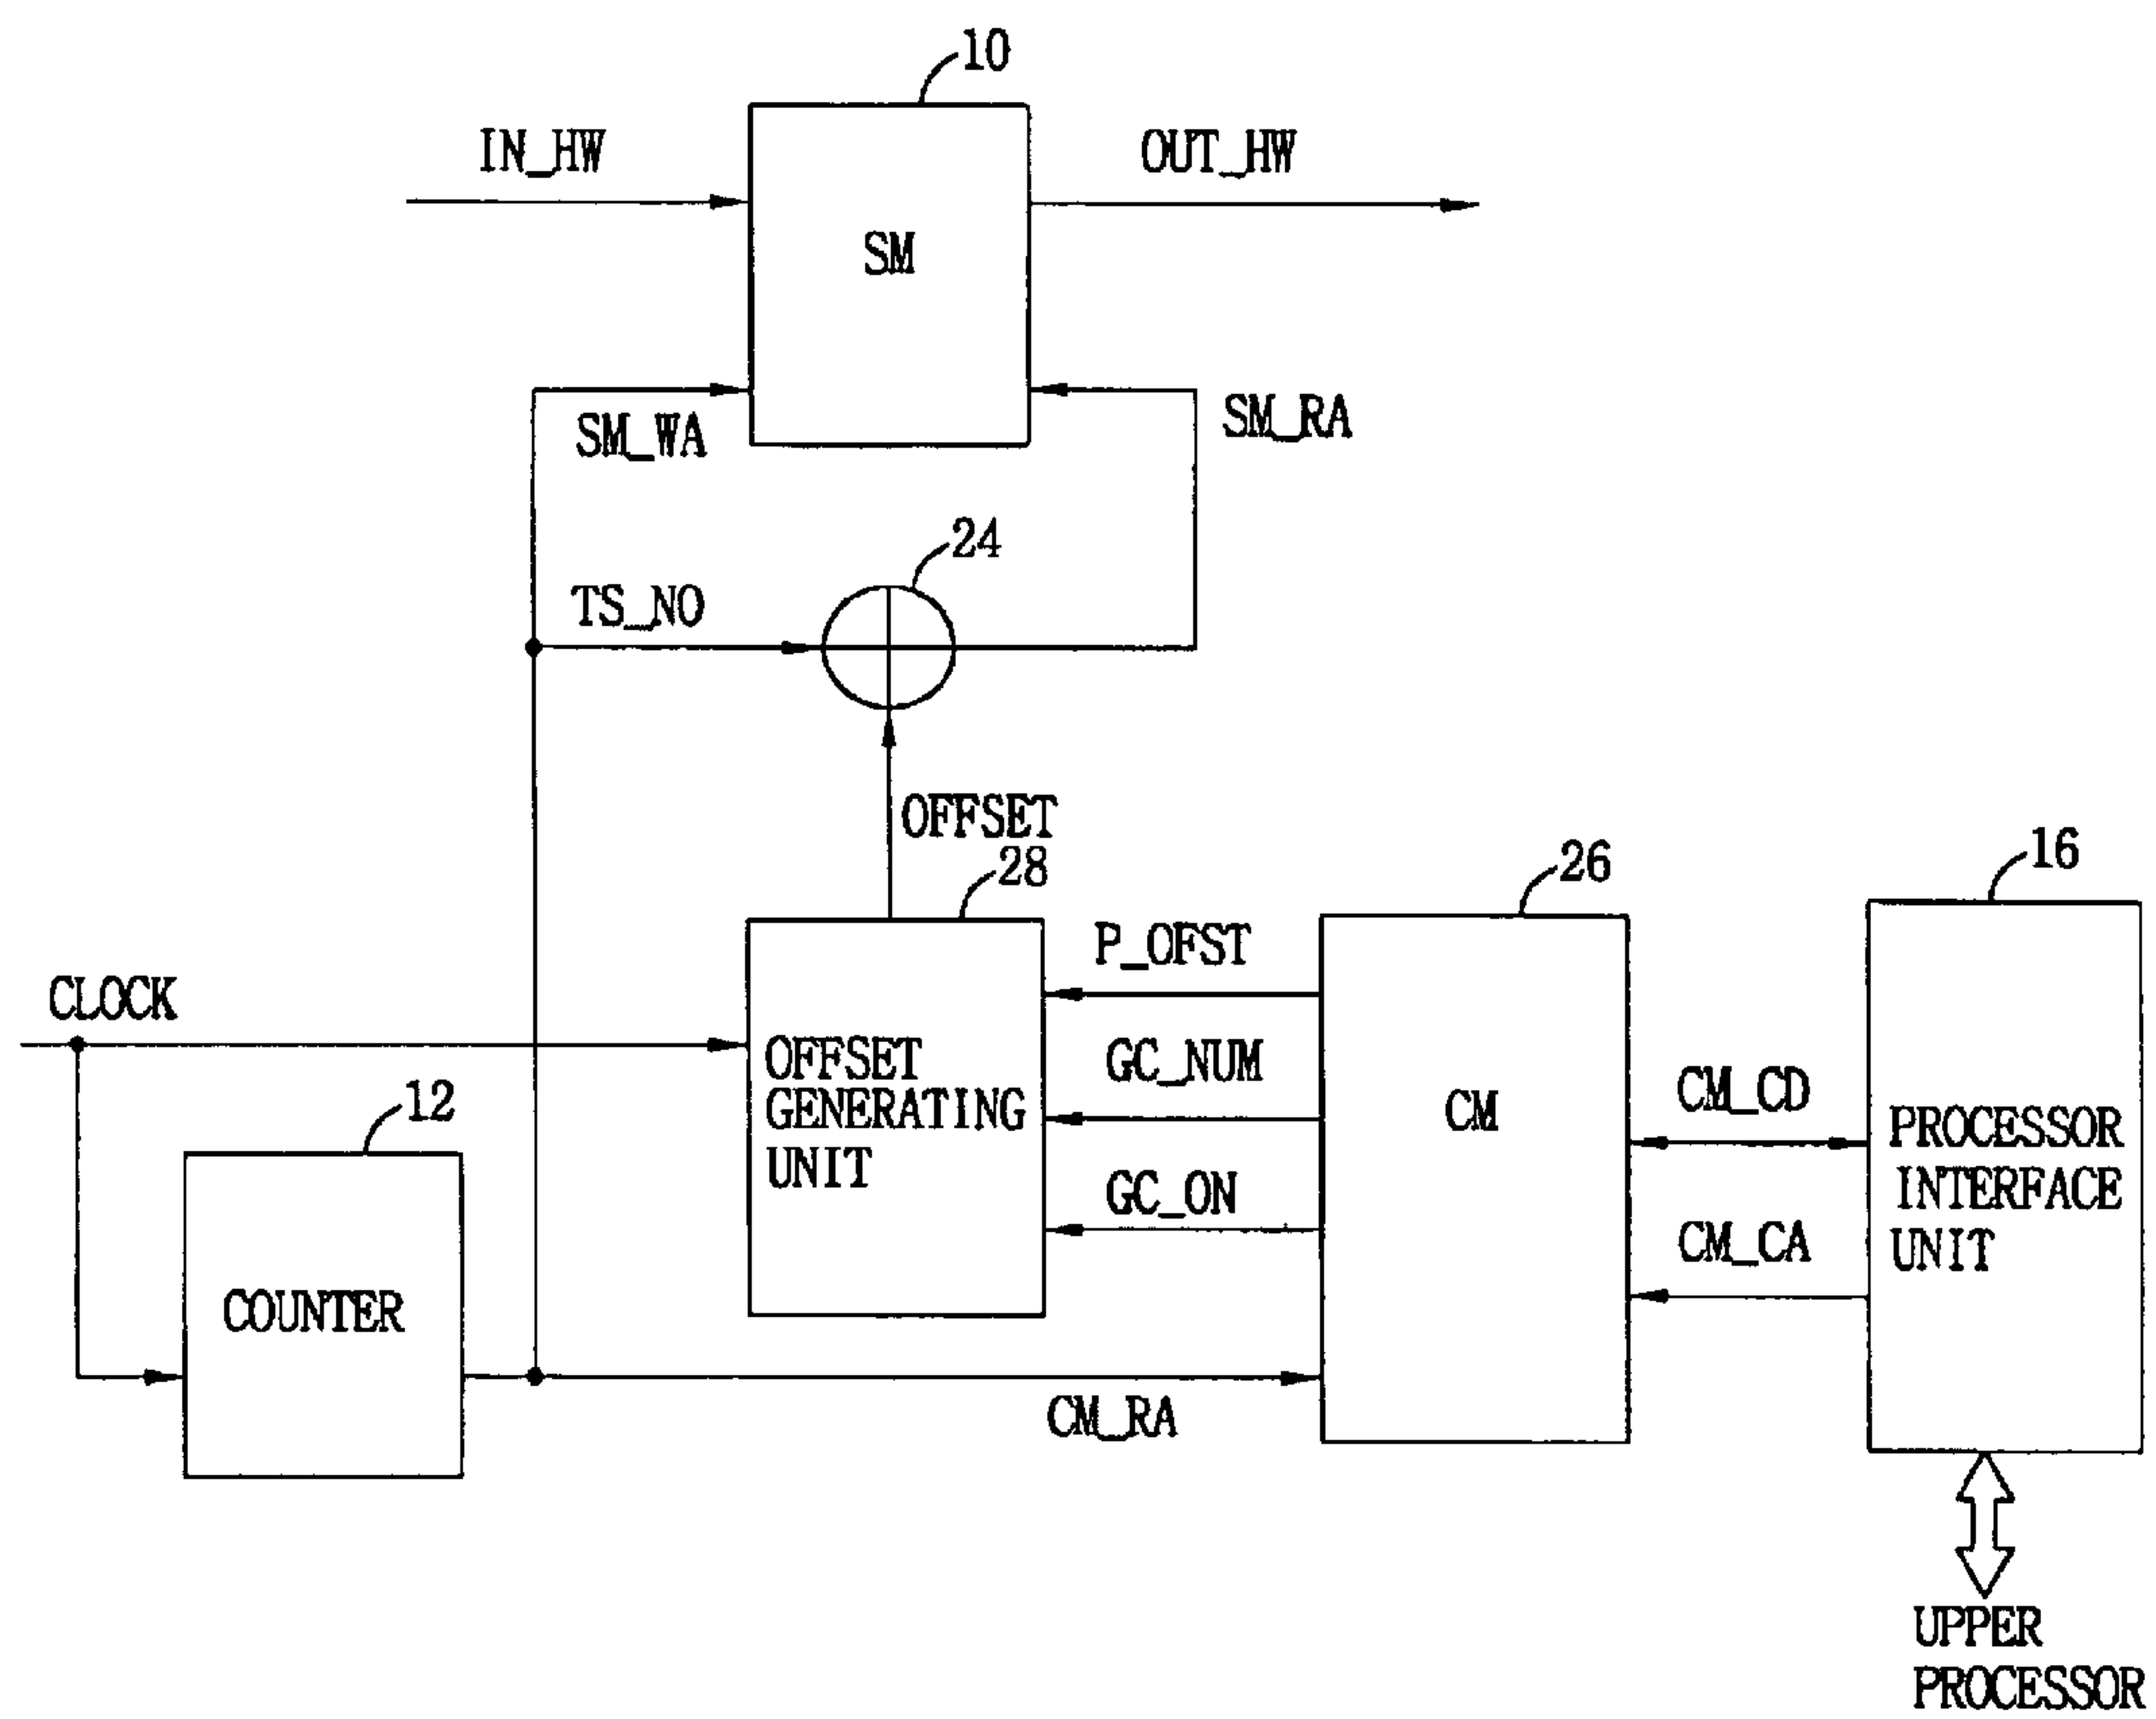 10
IN_HW
OUT_HW
SM
SM_WA
SM_RA
24
TS_NO
OFFSET
28
26
16
P_OFST
CLOCK
OFFSET
GENERATING
UNIT
GC_NUM
CM
CM_CD
PROCESSOR
INTERFACE
UNIT
12
GC_ON
CM_CA
COUNTER
CM_RA
UPPER
PROCESSOR